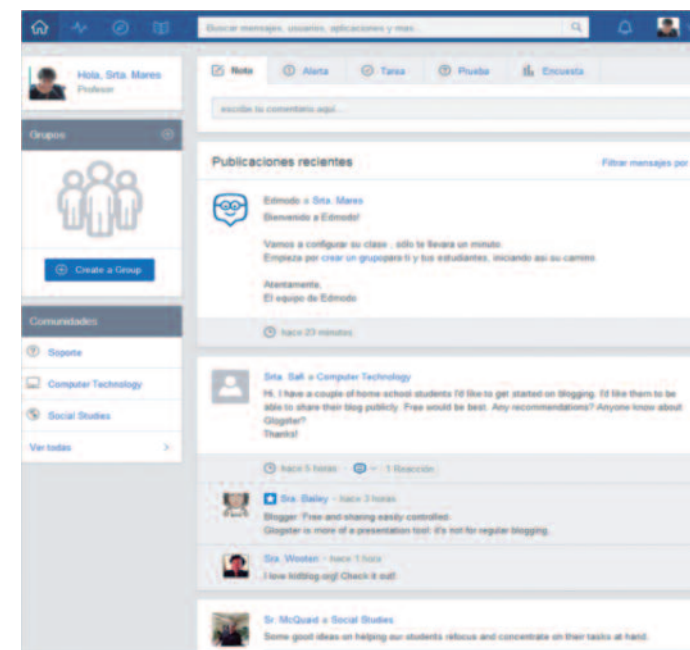 Buscar mensajes, usuarios, aplicaciones y mas...
Hola, Srta. Mares
Profesor
Grupos
Create a Group
Comunidades
Soporte
Computer Technology
Social Studies
Ver todas
Nota
Alerta
Tarea
Prueba
Encuesta
escribe tu comentario aquí...
Publicaciones recientes
Filtrar mensajes por
Edmodo a Srta. Mares
Bienvenido a Edmodo!
Vamos a configurar su clase , sólo te llevara un minuto.
Empieza por crear un grupopara ti y tus estudiantes, iniciando asi su camino.
Atentamente,
El equipo de Edmodo
hace 23 minutos
Srta. Safi a Computer Technology
Hi, I have a couple of home school students I'd like to get started on blogging. I'd like them to be
able to share their blog publicly. Free would be best. Any recommendations? Anyone know about
Glogster?
Thanks!
hace 5 horas · 1 Reacción
Sra. Bailey · hace 3 horas
Blogger. Free and sharing easily controlled.
Glogster is more of a presentation tool. it's not for regular blogging.
Sra. Wooten · hace 1 hora
I love kidblog.org! Check it out!
Sr. McQuaid a Social Studies
Some good ideas on helping our students refocus and concentrate on their tasks at hand.